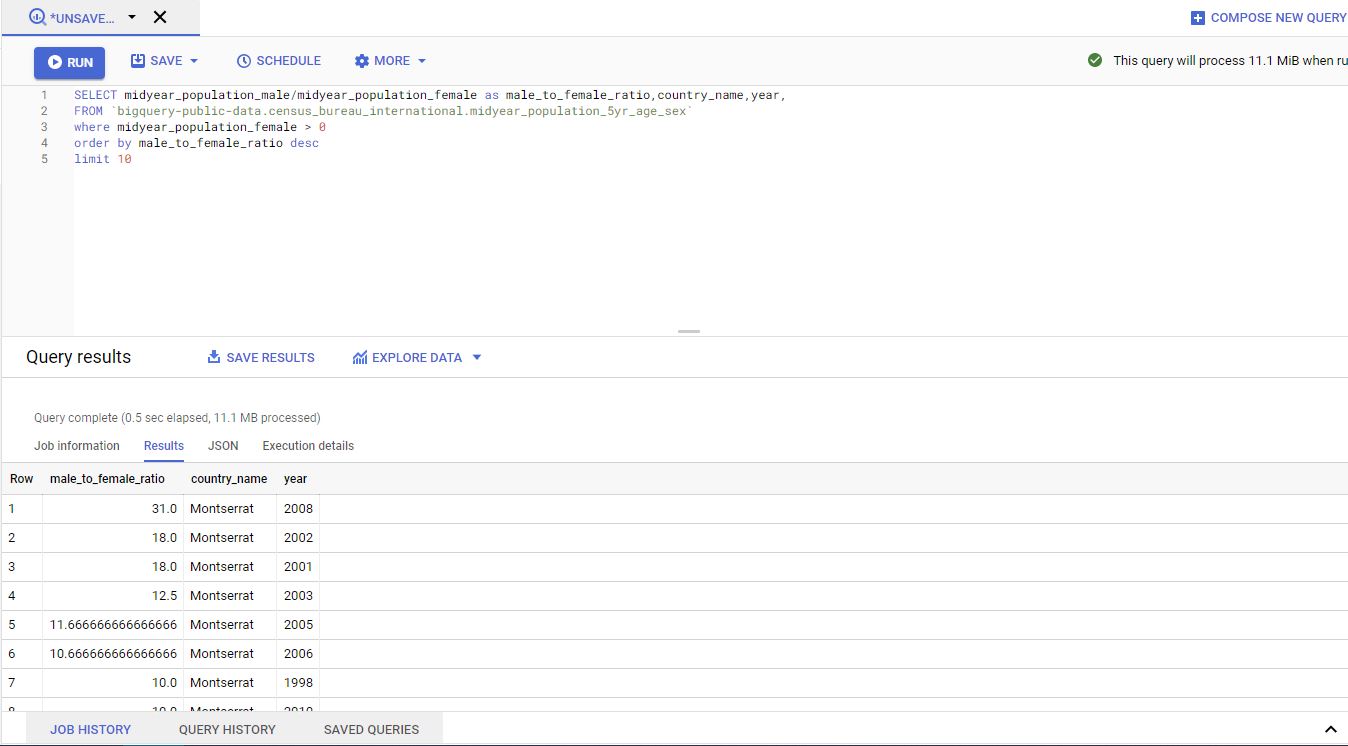 *UNSAVE...
COMPOSE NEW QUERY
RUN SAVE SCHEDULE MORE This query will process 11.1 MiB when ru
1 SELECT midyear_population_male/midyear_population_female as male_to_female_ratio,country_name,year,
2 FROM `bigquery-public-data.census_bureau_international.midyear_population_5yr_age_sex`
3 where midyear_population_female > 0
4 order by male_to_female_ratio desc
5 limit 10
Query results SAVE RESULTS EXPLORE DATA
Query complete (0.5 sec elapsed, 11.1 MB processed)
Job information Results JSON Execution details
Row male_to_female_ratio country_name year
1 31.0 Montserrat 2008
2 18.0 Montserrat 2002
3 18.0 Montserrat 2001
4 12.5 Montserrat 2003
5 11.666666666666666 Montserrat 2005
6 10.666666666666666 Montserrat 2006
7 10.0 Montserrat 1998
8 10.0 Montserrat 2010
JOB HISTORY QUERY HISTORY SAVED QUERIES